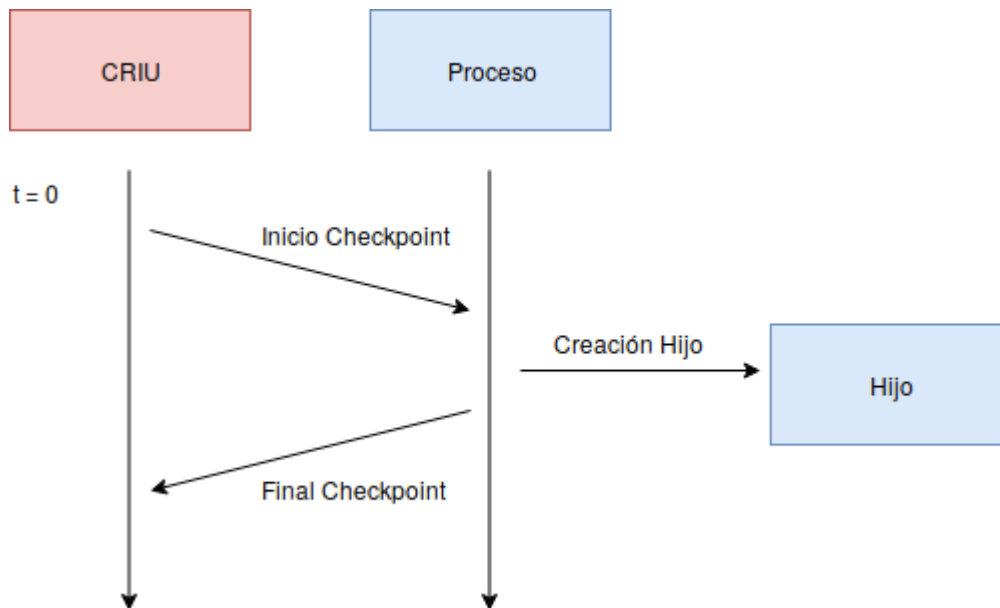 CRIU
Proceso
t = 0
Inicio Checkpoint
Creación Hijo
Hijo
Final Checkpoint